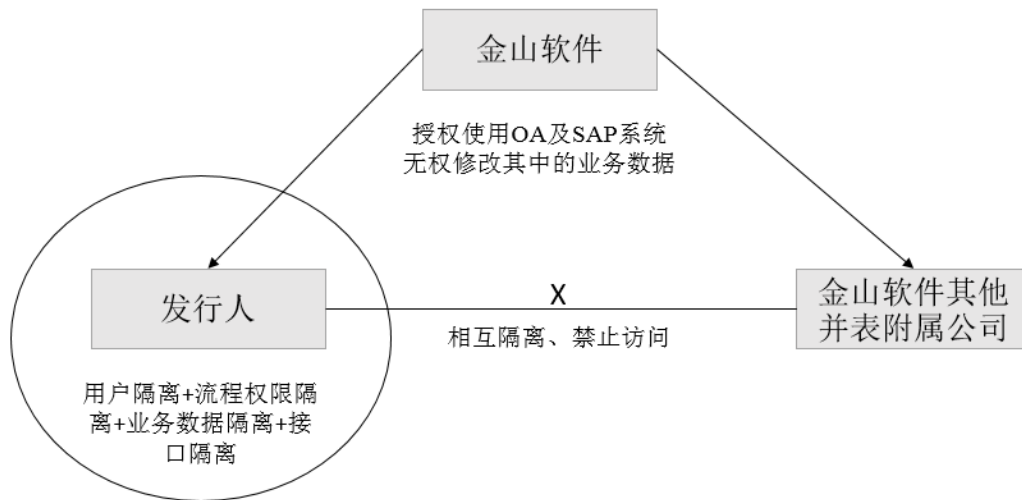 金山软件
授权使用OA及SAP系统
无权修改其中的业务数据
发行人
X
相互隔离、禁止访问
金山软件其他
并表附属公司
用户隔离+流程权限隔
离+业务数据隔离+接
口隔离